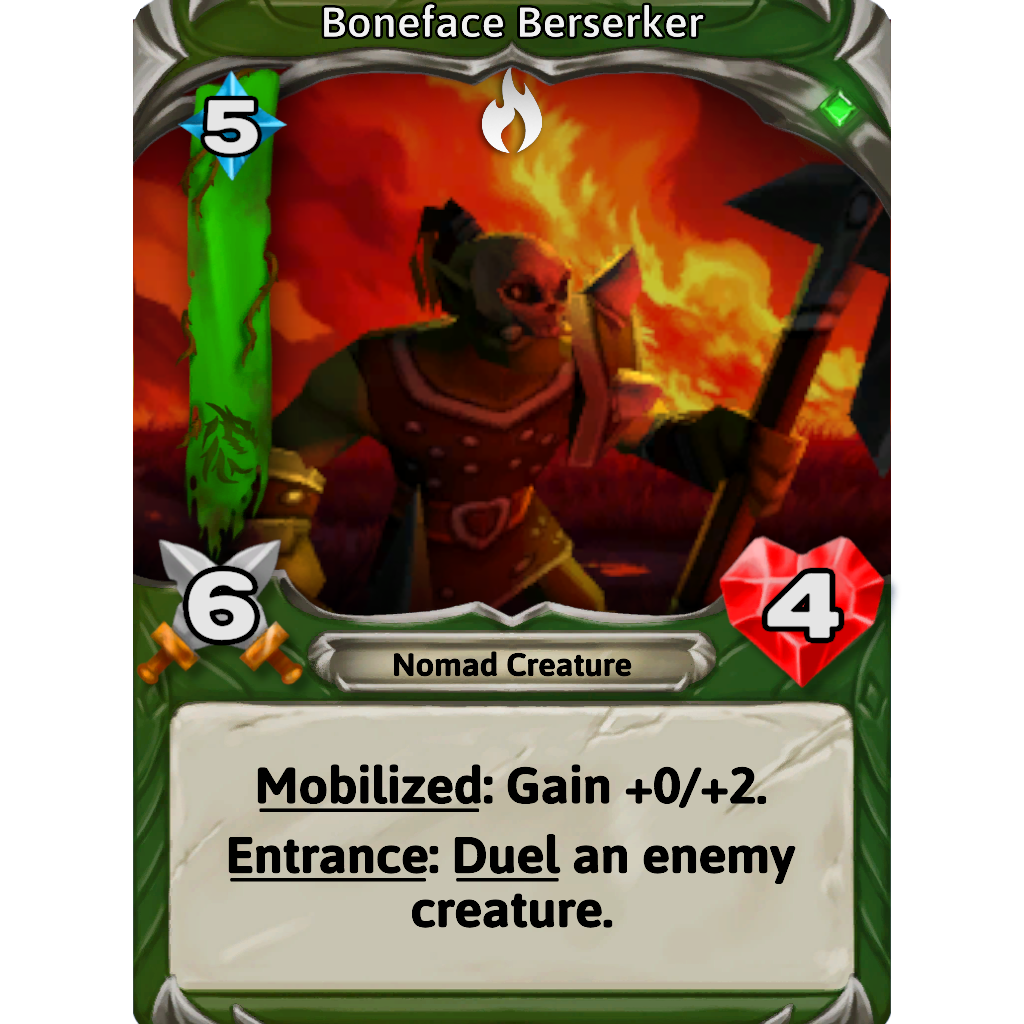 Boneface Berserker
5
6
4
Nomad Creature
Mobilized: Gain +0/+2.
Entrance: Duel an enemy
creature.